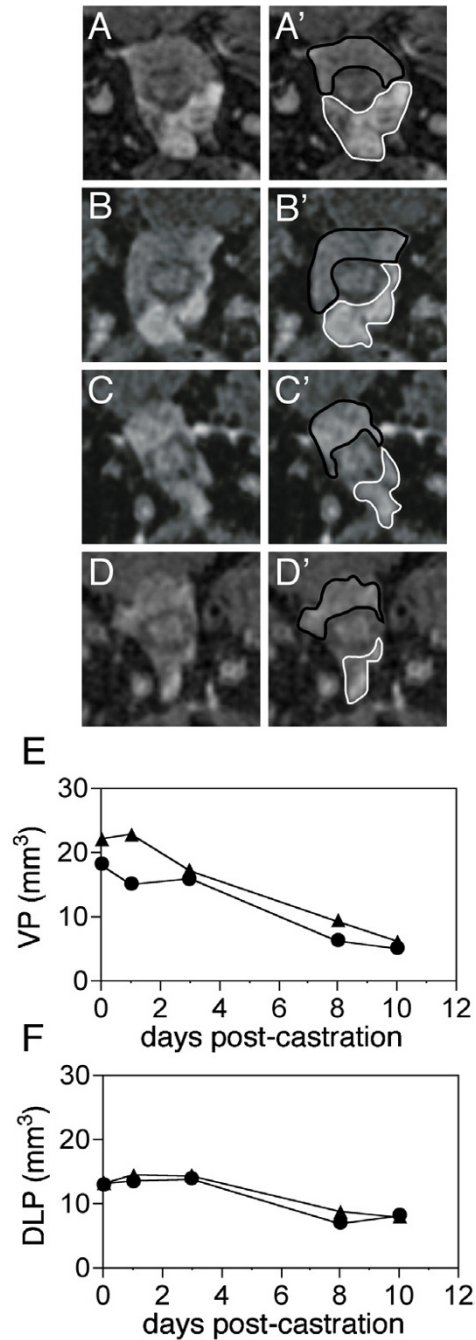 A A'
B B'
C C'
D D'
E
30
20
10
0
VP (mm³)
0 2 4 6 8 10 12
days post-castration
F
30
20
10
0
DLP (mm³)
0 2 4 6 8 10 12
days post-castration